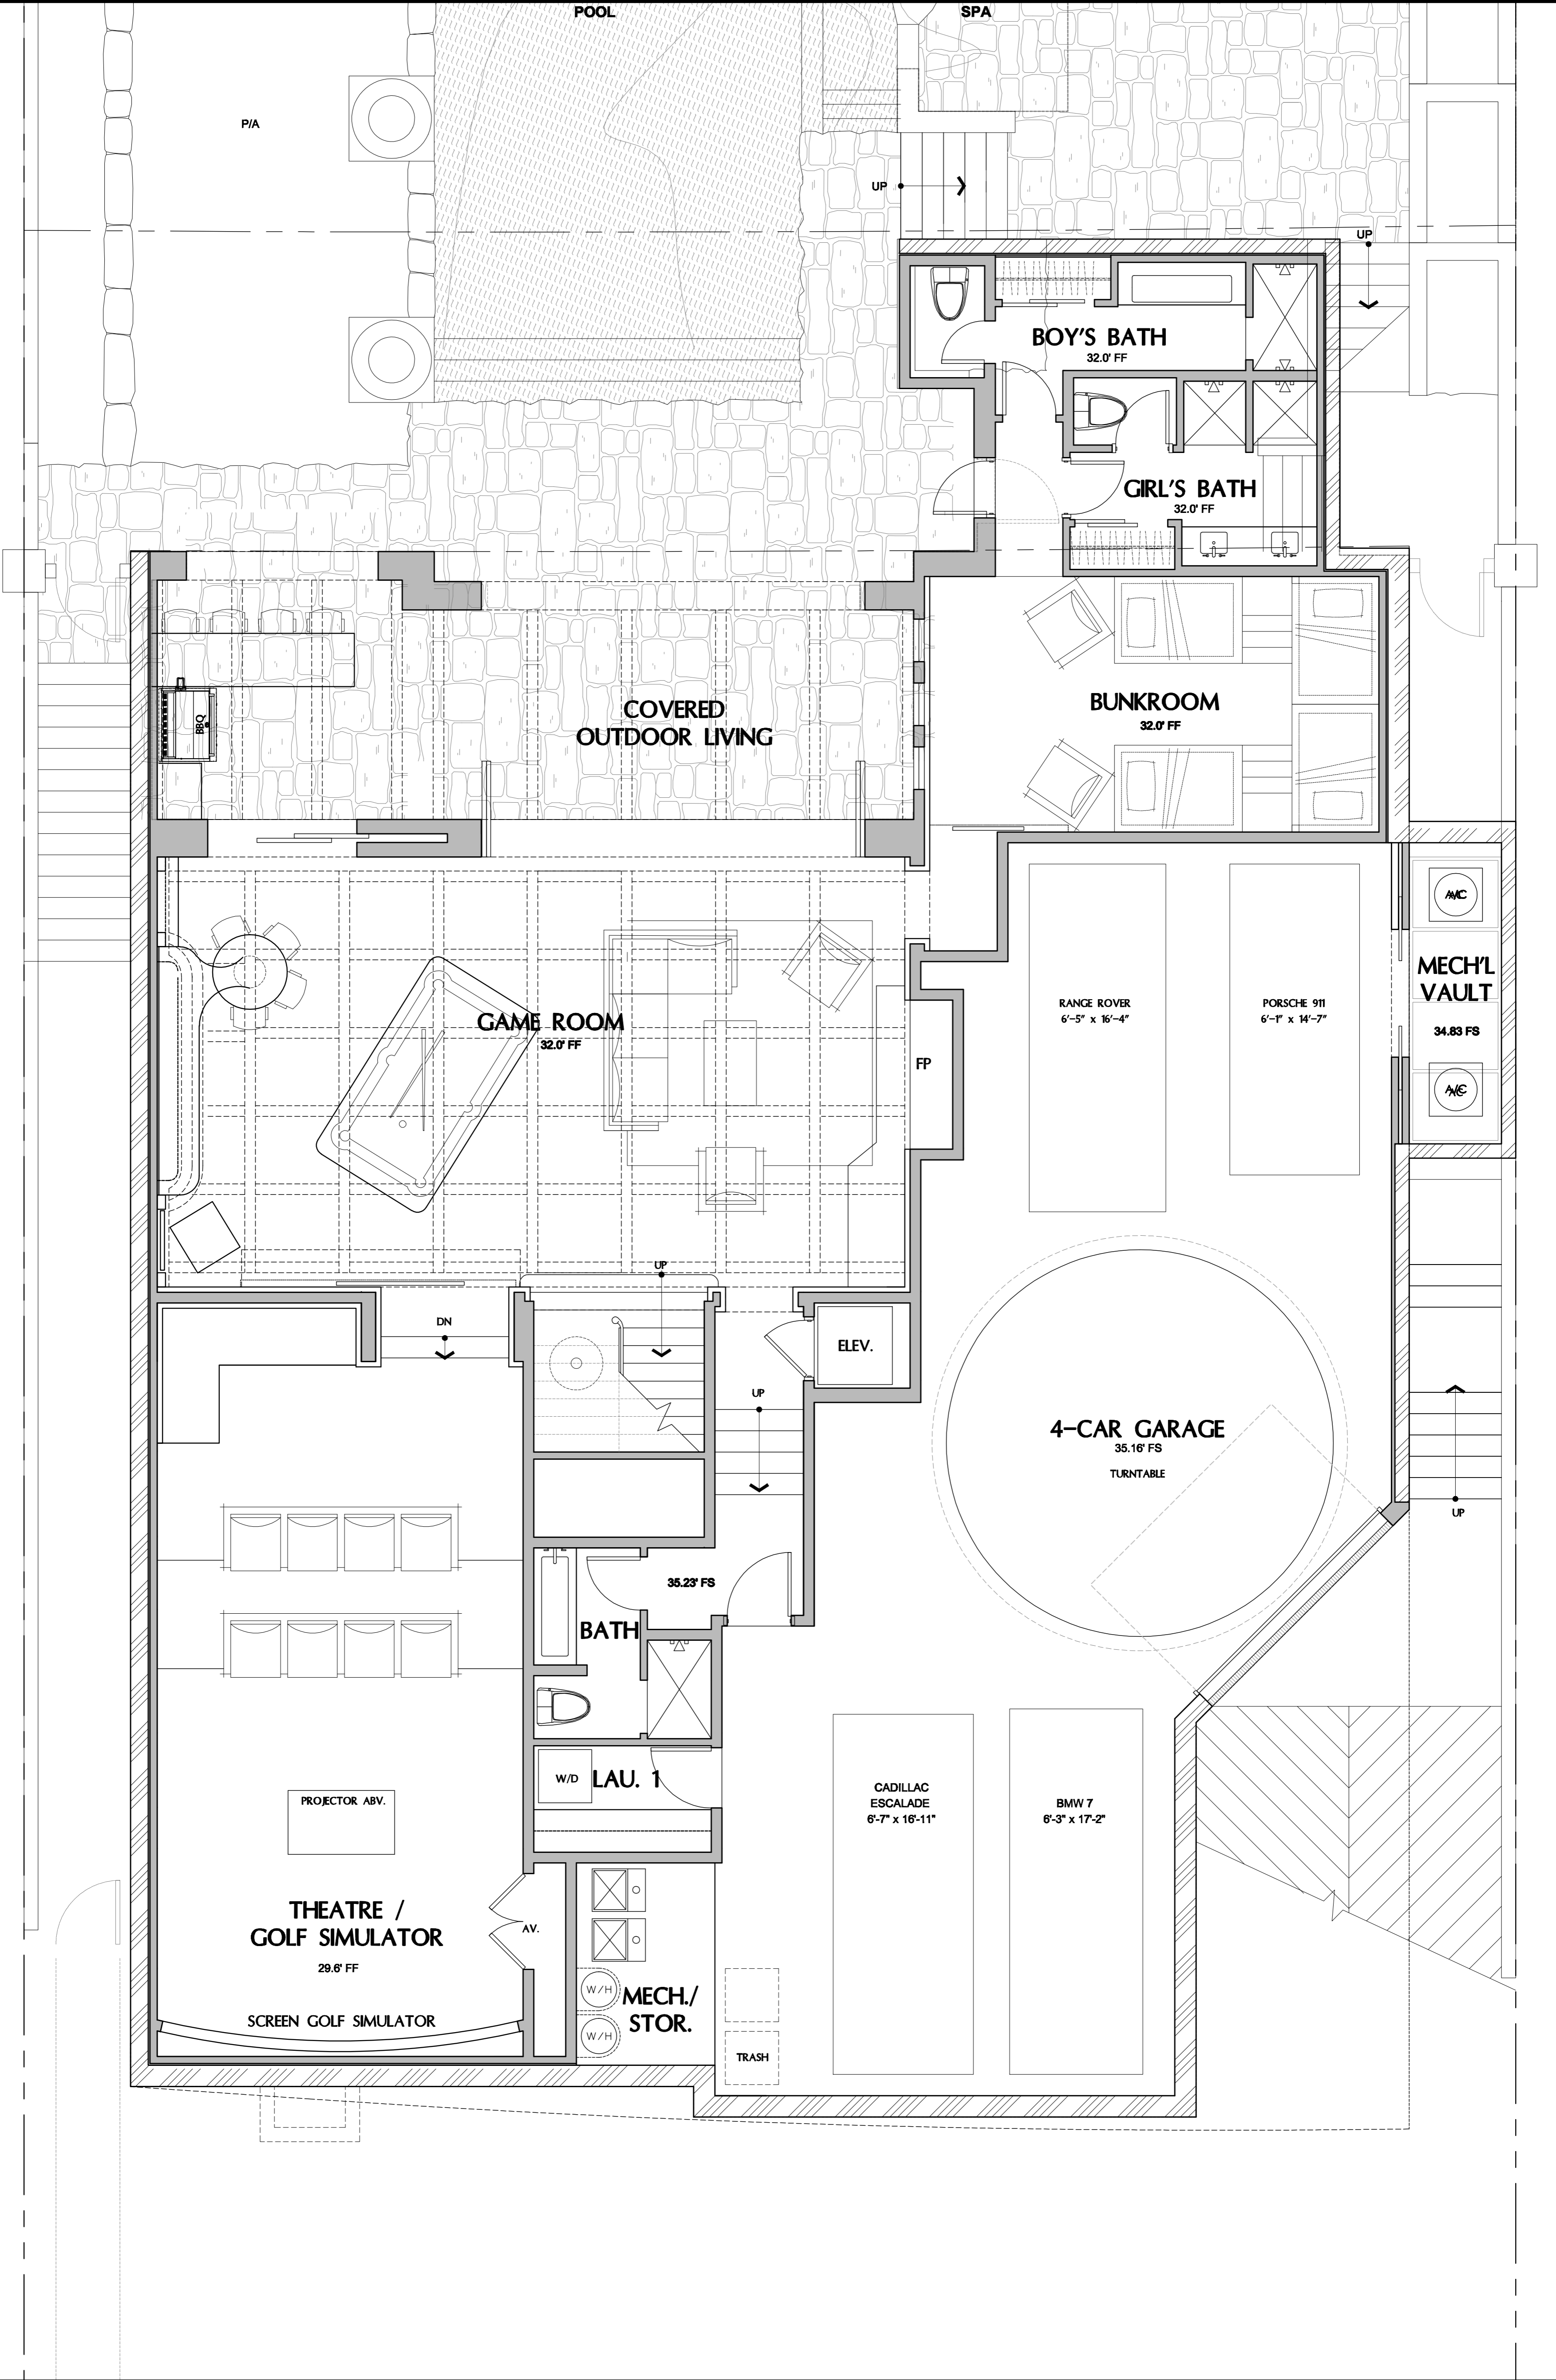 POOL
SPA
P/A
UP
UP
BOY'S BATH
32.0' FF
GIRL'S BATH
32.0' FF
BUNKROOM
32.0' FF
COVERED
OUTDOOR LIVING
BBQ
MECH'L
VAULT
34.83 FS
RANGE ROVER
6'-5" x 16'-4"
PORSCHE 911
6'-1" x 14'-7"
GAME ROOM
32.0' FF
FP
UP
DN
ELEV.
UP
4-CAR GARAGE
35.16' FS
TURNTABLE
UP
35.23' FS
BATH
W/D
LAU. 1
PROJECTOR ABV.
CADILLAC
ESCALADE
6'-7" x 16'-11"
BMW 7
6'-3" x 17'-2"
THEATRE /
GOLF SIMULATOR
29.6' FF
AV.
W/H
W/H
MECH./
STOR.
SCREEN GOLF SIMULATOR
TRASH